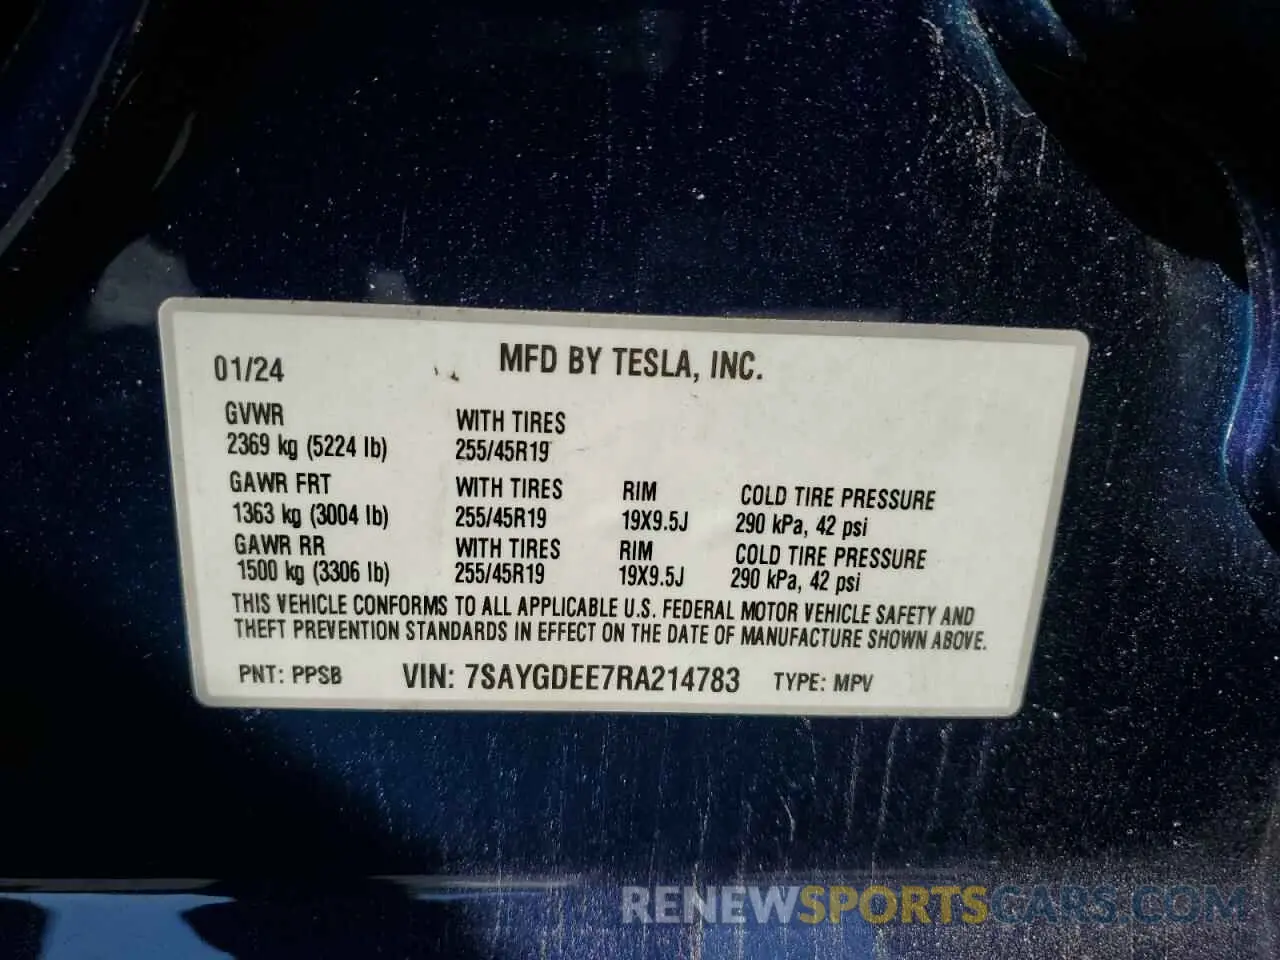 01/24 MFD BY TESLA, INC.
GVWR WITH TIRES
2369 kg (5224 lb) 255/45R19
GAWR FRT WITH TIRES RIM COLD TIRE PRESSURE
1363 kg (3004 lb) 255/45R19 19X9.5J 290 kPa, 42 psi
GAWR RR WITH TIRES RIM COLD TIRE PRESSURE
1500 kg (3306 lb) 255/45R19 19X9.5J 290 kPa, 42 psi
THIS VEHICLE CONFORMS TO ALL APPLICABLE U.S. FEDERAL MOTOR VEHICLE SAFETY AND
THEFT PREVENTION STANDARDS IN EFFECT ON THE DATE OF MANUFACTURE SHOWN ABOVE.
PNT: PPSB VIN: 7SAYGDEE7RA214783 TYPE: MPV
RENEWSPORTSCARS.COM